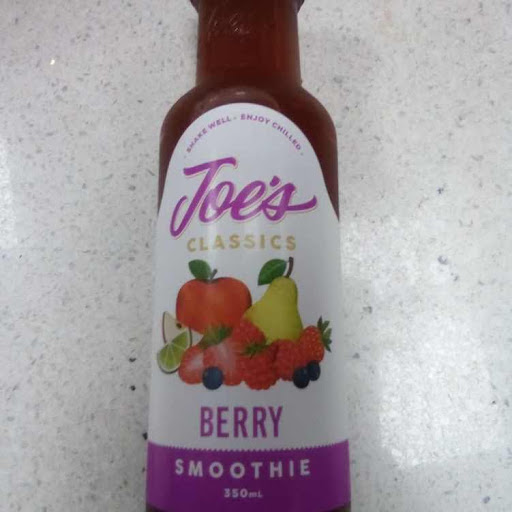 SHAKE WELL • ENJOY CHILLED •
Joe's
CLASSICS
BERRY
SMOOTHIE
350mL